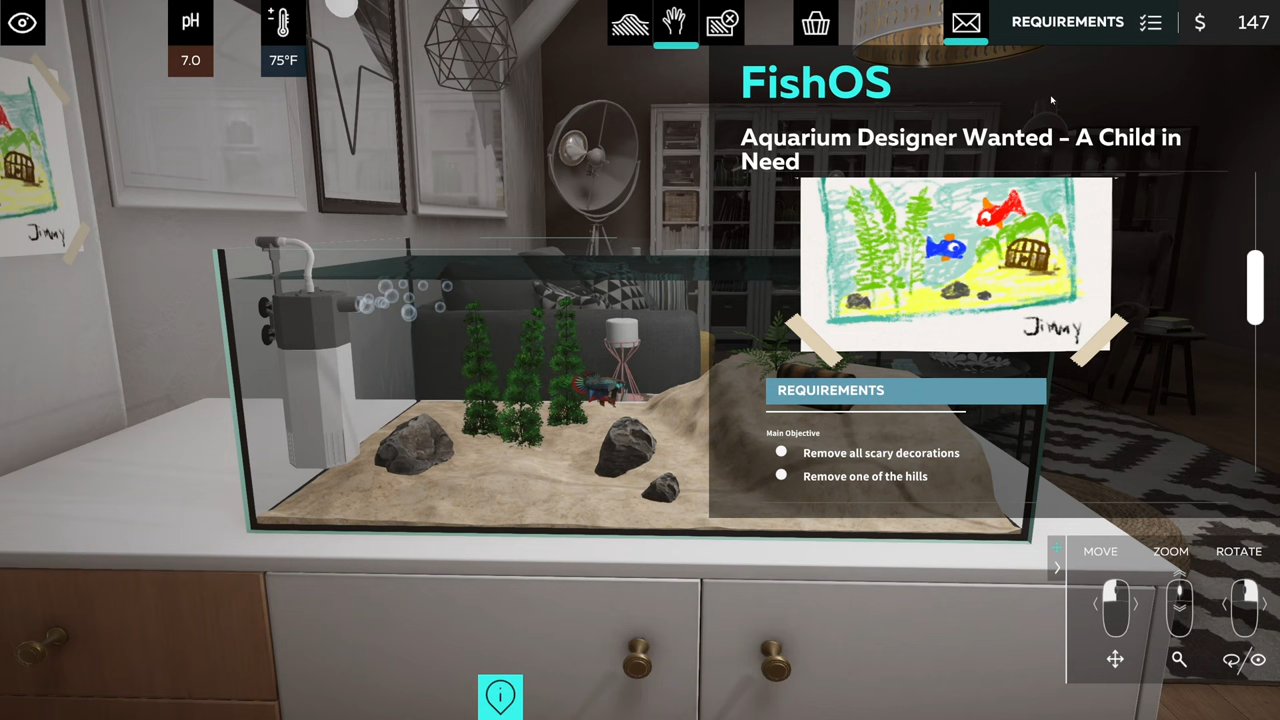 pH
7.0
75°F
REQUIREMENTS
$ 147
FishOS
Aquarium Designer Wanted - A Child in
Need
Jimmy
Jimmy
REQUIREMENTS
Main Objective
Remove all scary decorations
Remove one of the hills
MOVE ZOOM ROTATE